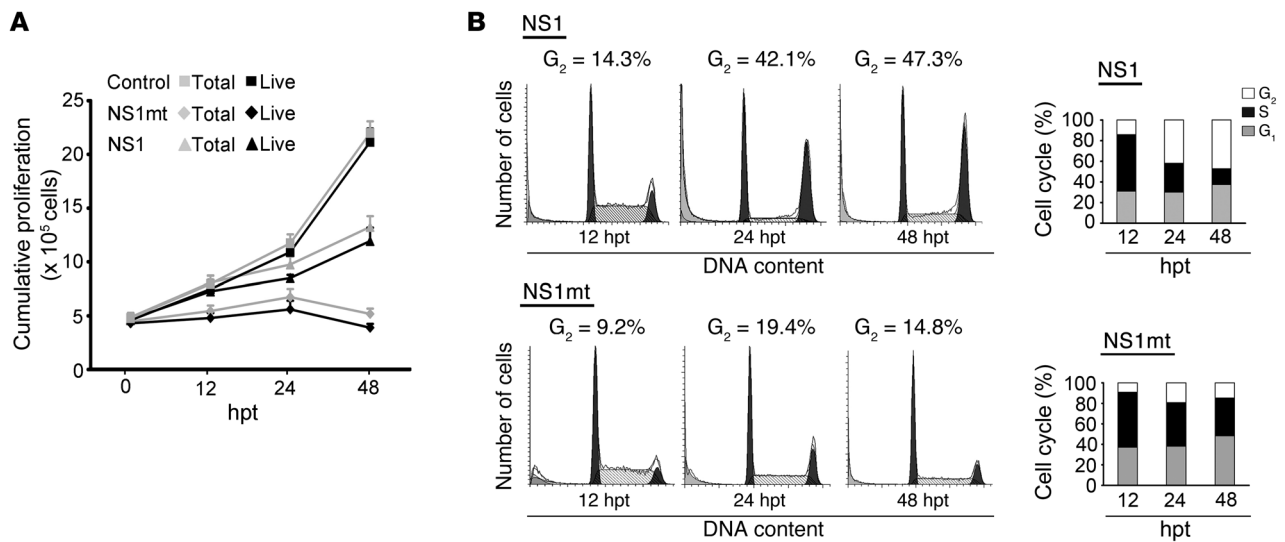 A
Control Total Live
NS1mt Total Live
NS1 Total Live
Cumulative proliferation
(x 10⁵ cells)
25
20
15
10
5
0
0 12 24 48
hpt
B
NS1
G₂ = 14.3% G₂ = 42.1% G₂ = 47.3%
Number of cells
12 hpt 24 hpt 48 hpt
DNA content
NS1
G₂
S
G₁
Cell cycle (%)
100
80
60
40
20
0
12 24 48
hpt
NS1mt
G₂ = 9.2% G₂ = 19.4% G₂ = 14.8%
Number of cells
12 hpt 24 hpt 48 hpt
DNA content
NS1mt
Cell cycle (%)
100
80
60
40
20
0
12 24 48
hpt